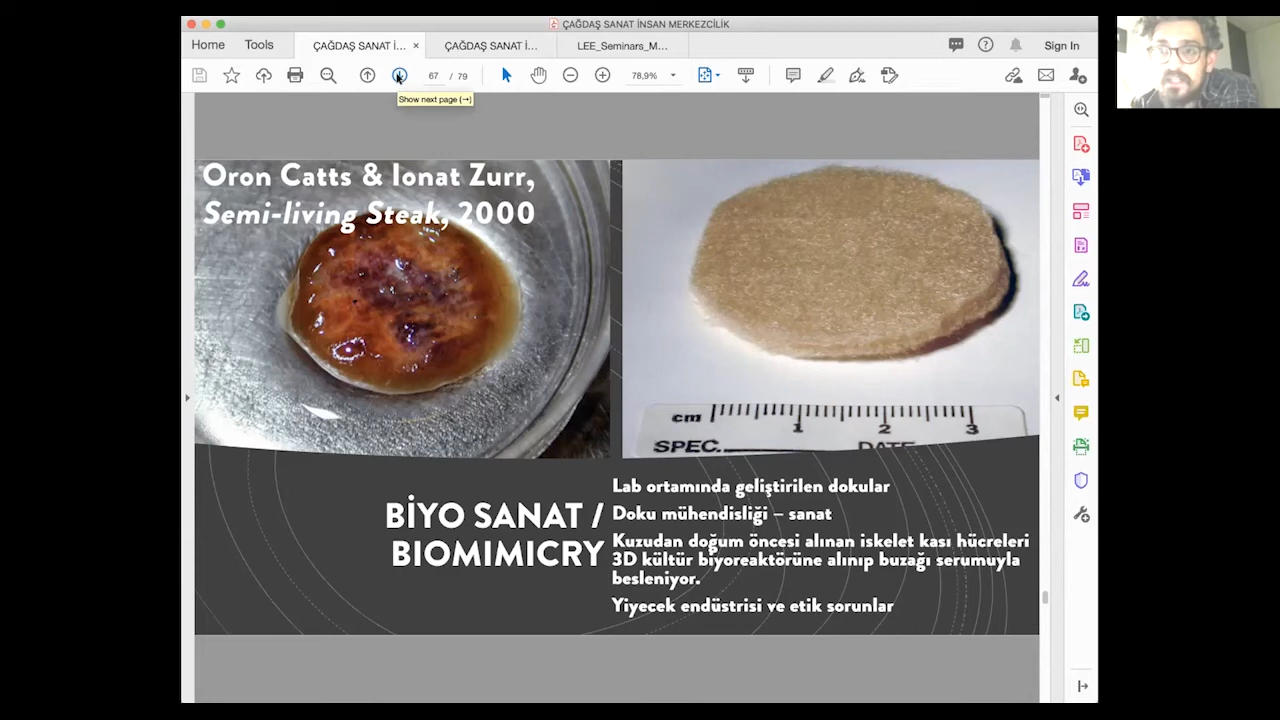 ÇAĞDAŞ SANAT İNSAN MERKEZCİLİK
Home Tools ÇAĞDAŞ SANAT İ... × ÇAĞDAŞ SANAT İ... LEE_Seminars_M... Sign In
67 / 79 78,9%
Show next page (→)
Oron Catts & Ionat Zurr,
Semi-living Steak, 2000
cm 1 2 3
SPEC. DATE
BİYO SANAT /
BIOMIMICRY
Lab ortamında geliştirilen dokular
Doku mühendisliği – sanat
Kuzudan doğum öncesi alınan iskelet kası hücreleri
3D kültür biyoreaktörüne alınıp buzağı serumuyla
besleniyor.
Yiyecek endüstrisi ve etik sorunlar